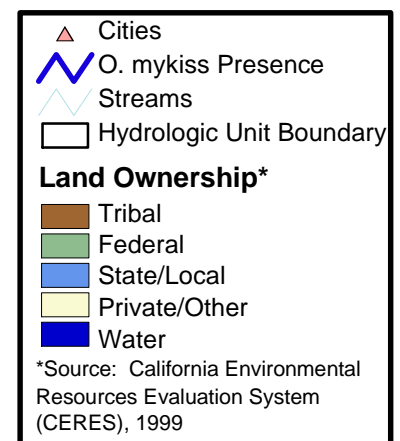 Cities
O. mykiss Presence
Streams
Hydrologic Unit Boundary
Land Ownership*
Tribal
Federal
State/Local
Private/Other
Water
*Source: California Environmental
Resources Evaluation System
(CERES), 1999